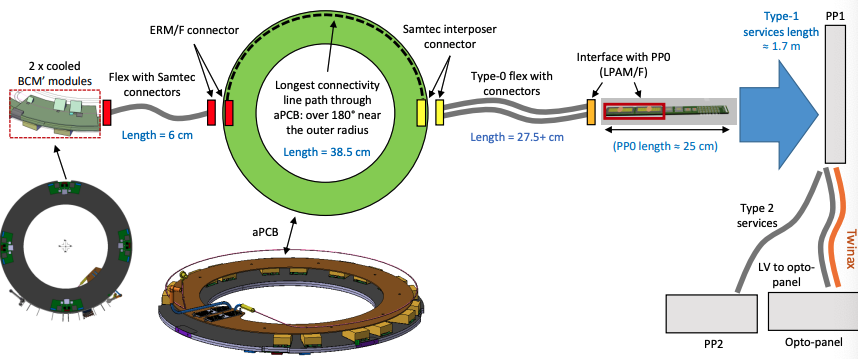 2 x cooled
BCM' modules
Flex with Samtec
connectors
Length = 6 cm
ERM/F connector
Longest connectivity
line path through
aPCB: over 180° near
the outer radius
Length = 38.5 cm
Samtec interposer
connector
Type-0 flex with
connectors
Length = 27.5+ cm
Interface with PP0
(LPAM/F)
(PP0 length ≈ 25 cm)
Type-1
services length
≈ 1.7 m
PP1
aPCB
Type 2
services
Twinax
LV to opto-
panel
PP2
Opto-panel